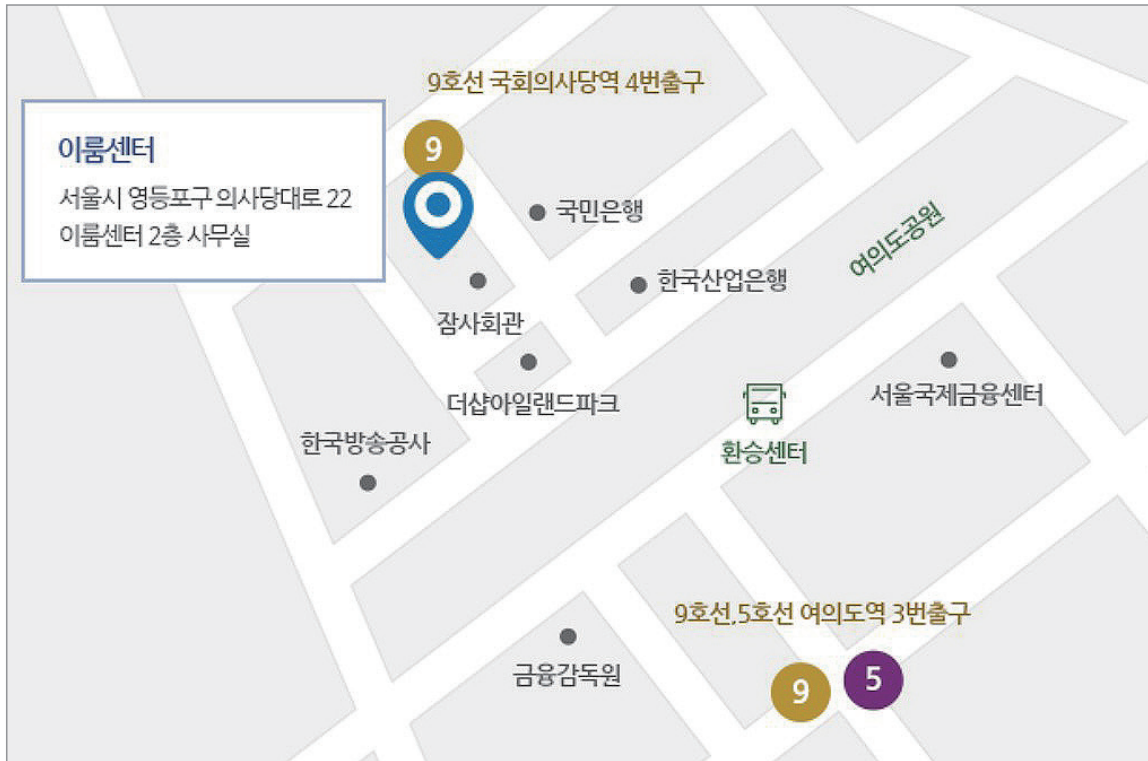 9호선 국회의사당역 4번출구
이룸센터
서울시 영등포구 의사당대로 22
이룸센터 2층 사무실
9
국민은행
한국산업은행
여의도공원
잠사회관
더샵아일랜드파크
서울국제금융센터
한국방송공사
환승센터
9호선,5호선 여의도역 3번출구
금융감독원
9
5